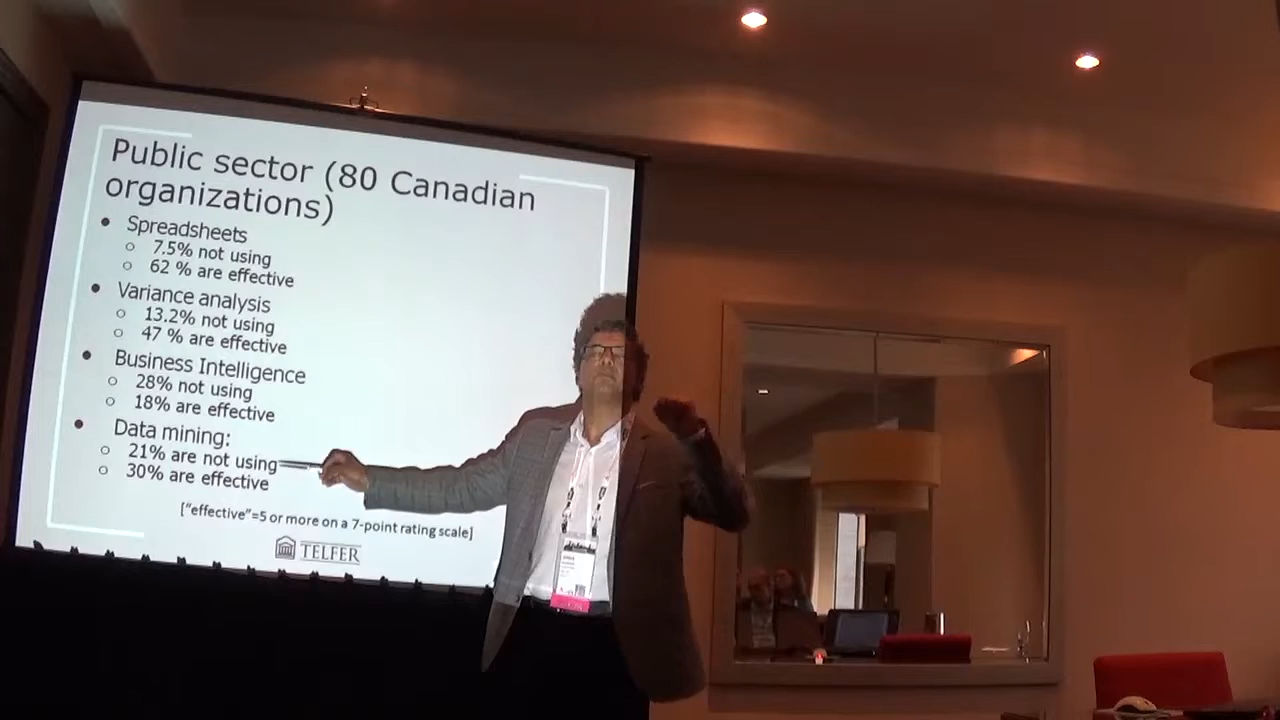 Public sector (80 Canadian
organizations)
Spreadsheets
7.5% not using
62 % are effective
Variance analysis
13.2% not using
47 % are effective
Business Intelligence
28% not using
18% are effective
Data mining:
21% are not using
30% are effective
["effective"=5 or more on a 7-point rating scale]
TELFER